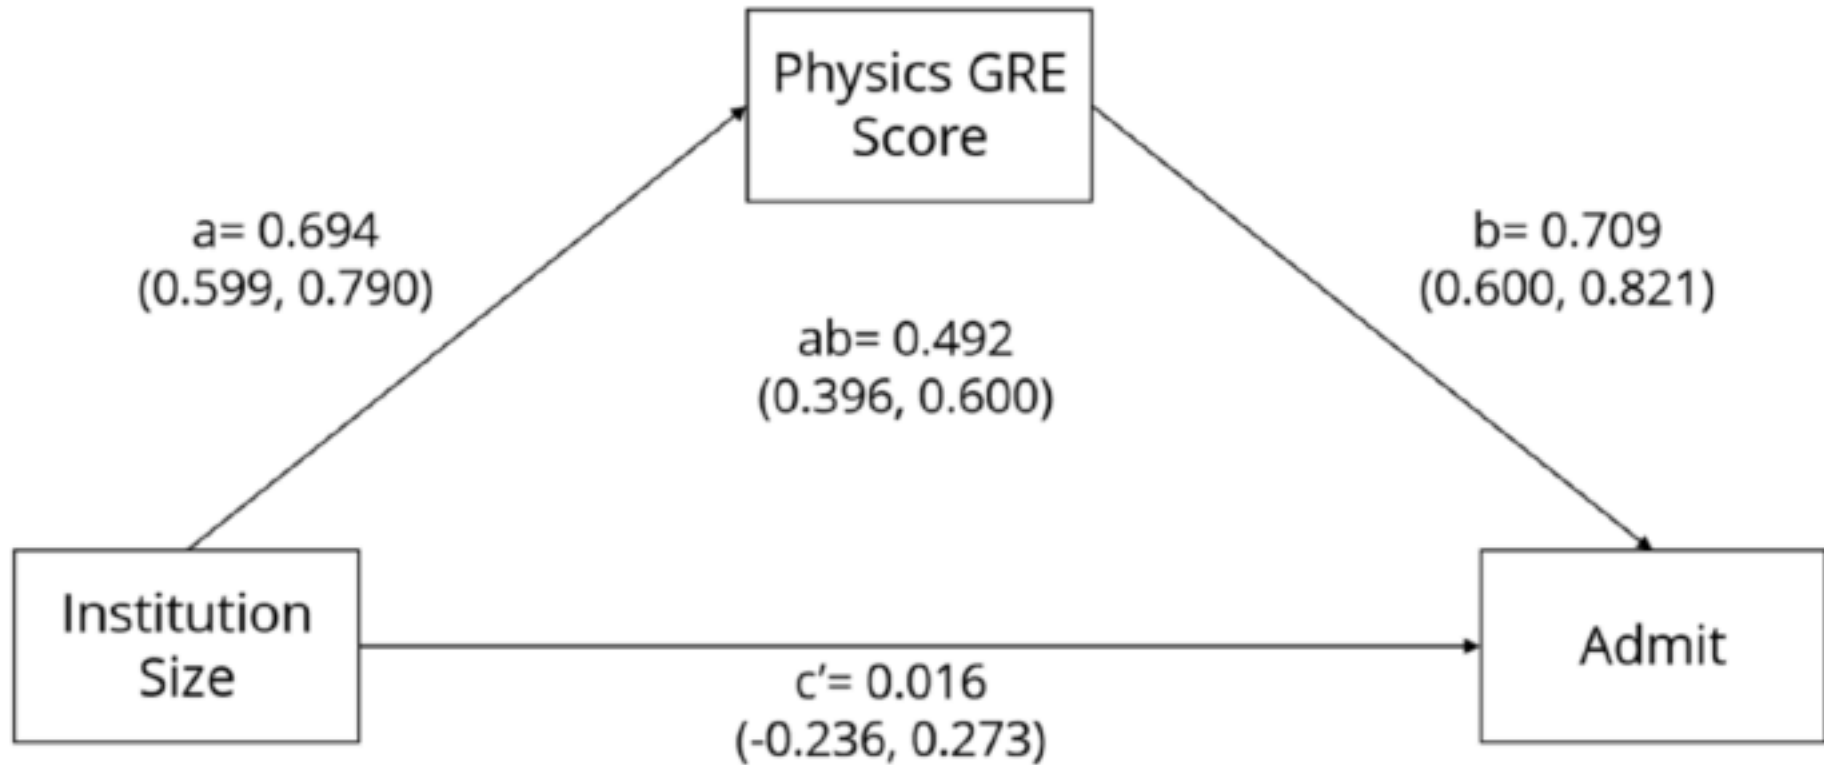 Physics GRE
Score
a= 0.694
(0.599, 0.790)
b= 0.709
(0.600, 0.821)
ab= 0.492
(0.396, 0.600)
Institution
Size
Admit
c’= 0.016
(-0.236, 0.273)